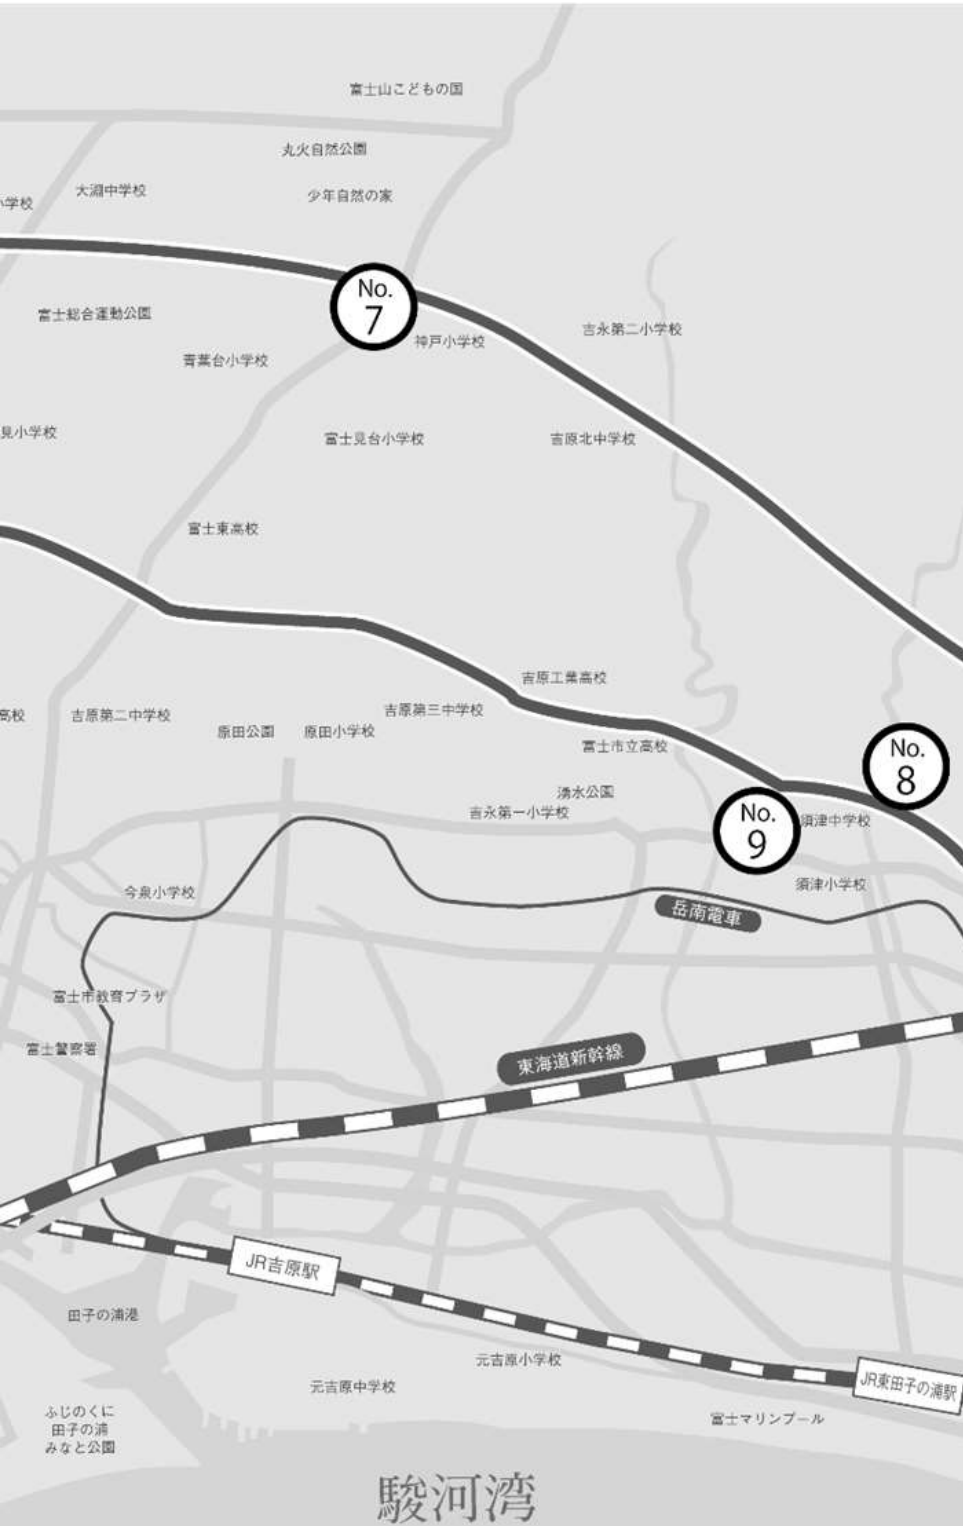 富士山こどもの国
丸火自然公園
大淵中学校
少年自然の家
小学校
No.
7
富士総合運動公園
吉永第二小学校
神戸小学校
青葉台小学校
見小学校
富士見台小学校
吉原北中学校
富士東高校
吉原工業高校
高校
吉原第二中学校
吉原第三中学校
原田公園
原田小学校
富士市立高校
No.
8
湧水公園
吉永第一小学校
No.
9
須津中学校
今泉小学校
須津小学校
岳南電車
富士市教育プラザ
富士警察署
東海道新幹線
JR吉原駅
田子の浦港
元吉原小学校
元吉原中学校
JR東田子の浦駅
ふじのくに
田子の浦
みなと公園
富士マリンプール
駿河湾